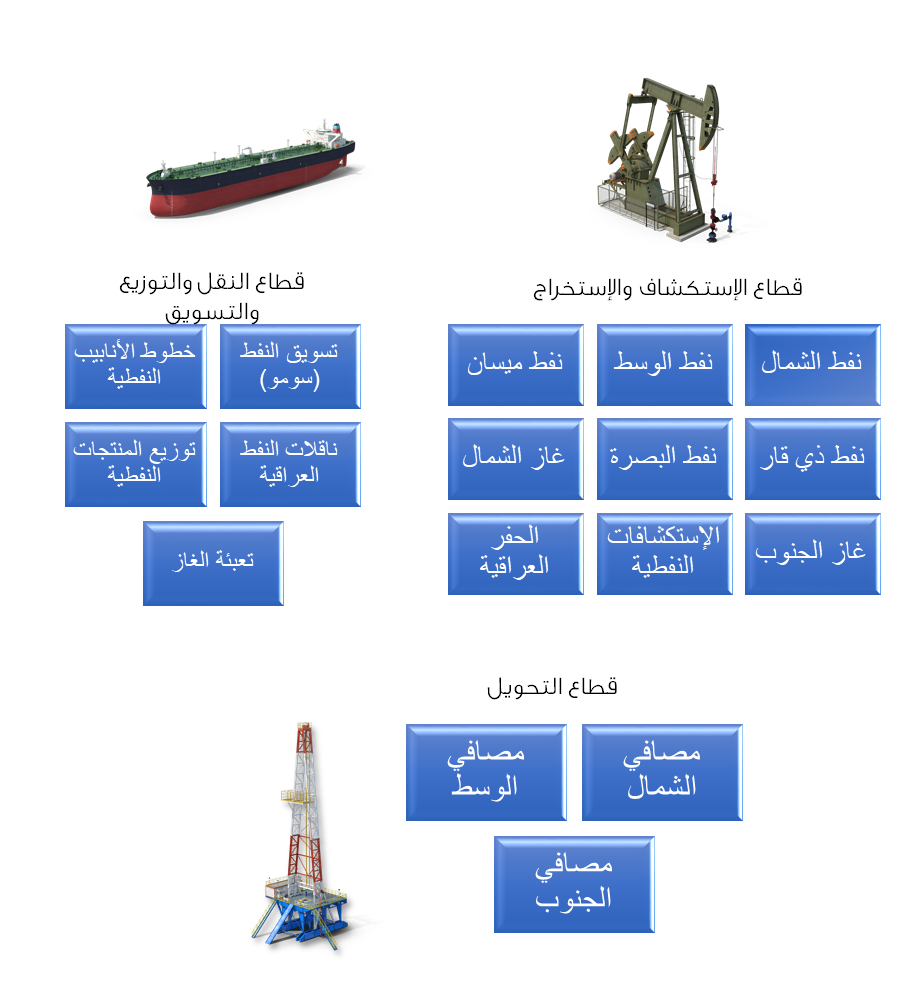 قطاع الإستكشاف والإستخراج
نفط الشمال
نفط الوسط
نفط ميسان
نفط ذي قار
نفط البصرة
غاز الشمال
غاز الجنوب
الإستكشافات
النفطية
الحفر
العراقية
قطاع النقل والتوزيع
والتسويق
تسويق النفط
(سومو)
خطوط الأنابيب
النفطية
ناقلات النفط
العراقية
توزيع المنتجات
النفطية
تعبئة الغاز
قطاع التحويل
مصافي
الشمال
مصافي
الوسط
مصافي
الجنوب